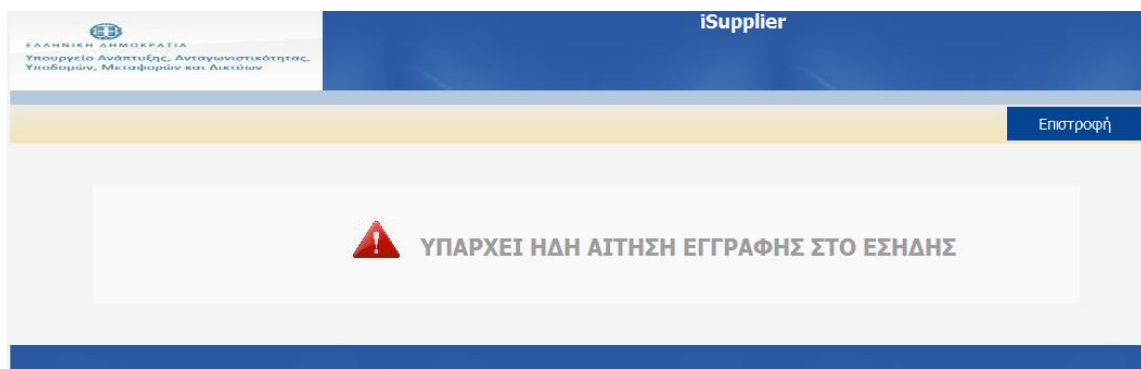 iSupplier
ΕΛΛΗΝΙΚΗ ΔΗΜΟΚΡΑΤΙΑ
Υπουργείο Ανάπτυξης, Ανταγωνιστικότητας,
Υποδομών, Μεταφορών και Δικτύων
Επιστροφή
ΥΠΑΡΧΕΙ ΗΔΗ ΑΙΤΗΣΗ ΕΓΓΡΑΦΗΣ ΣΤΟ ΕΣΗΔΗΣ